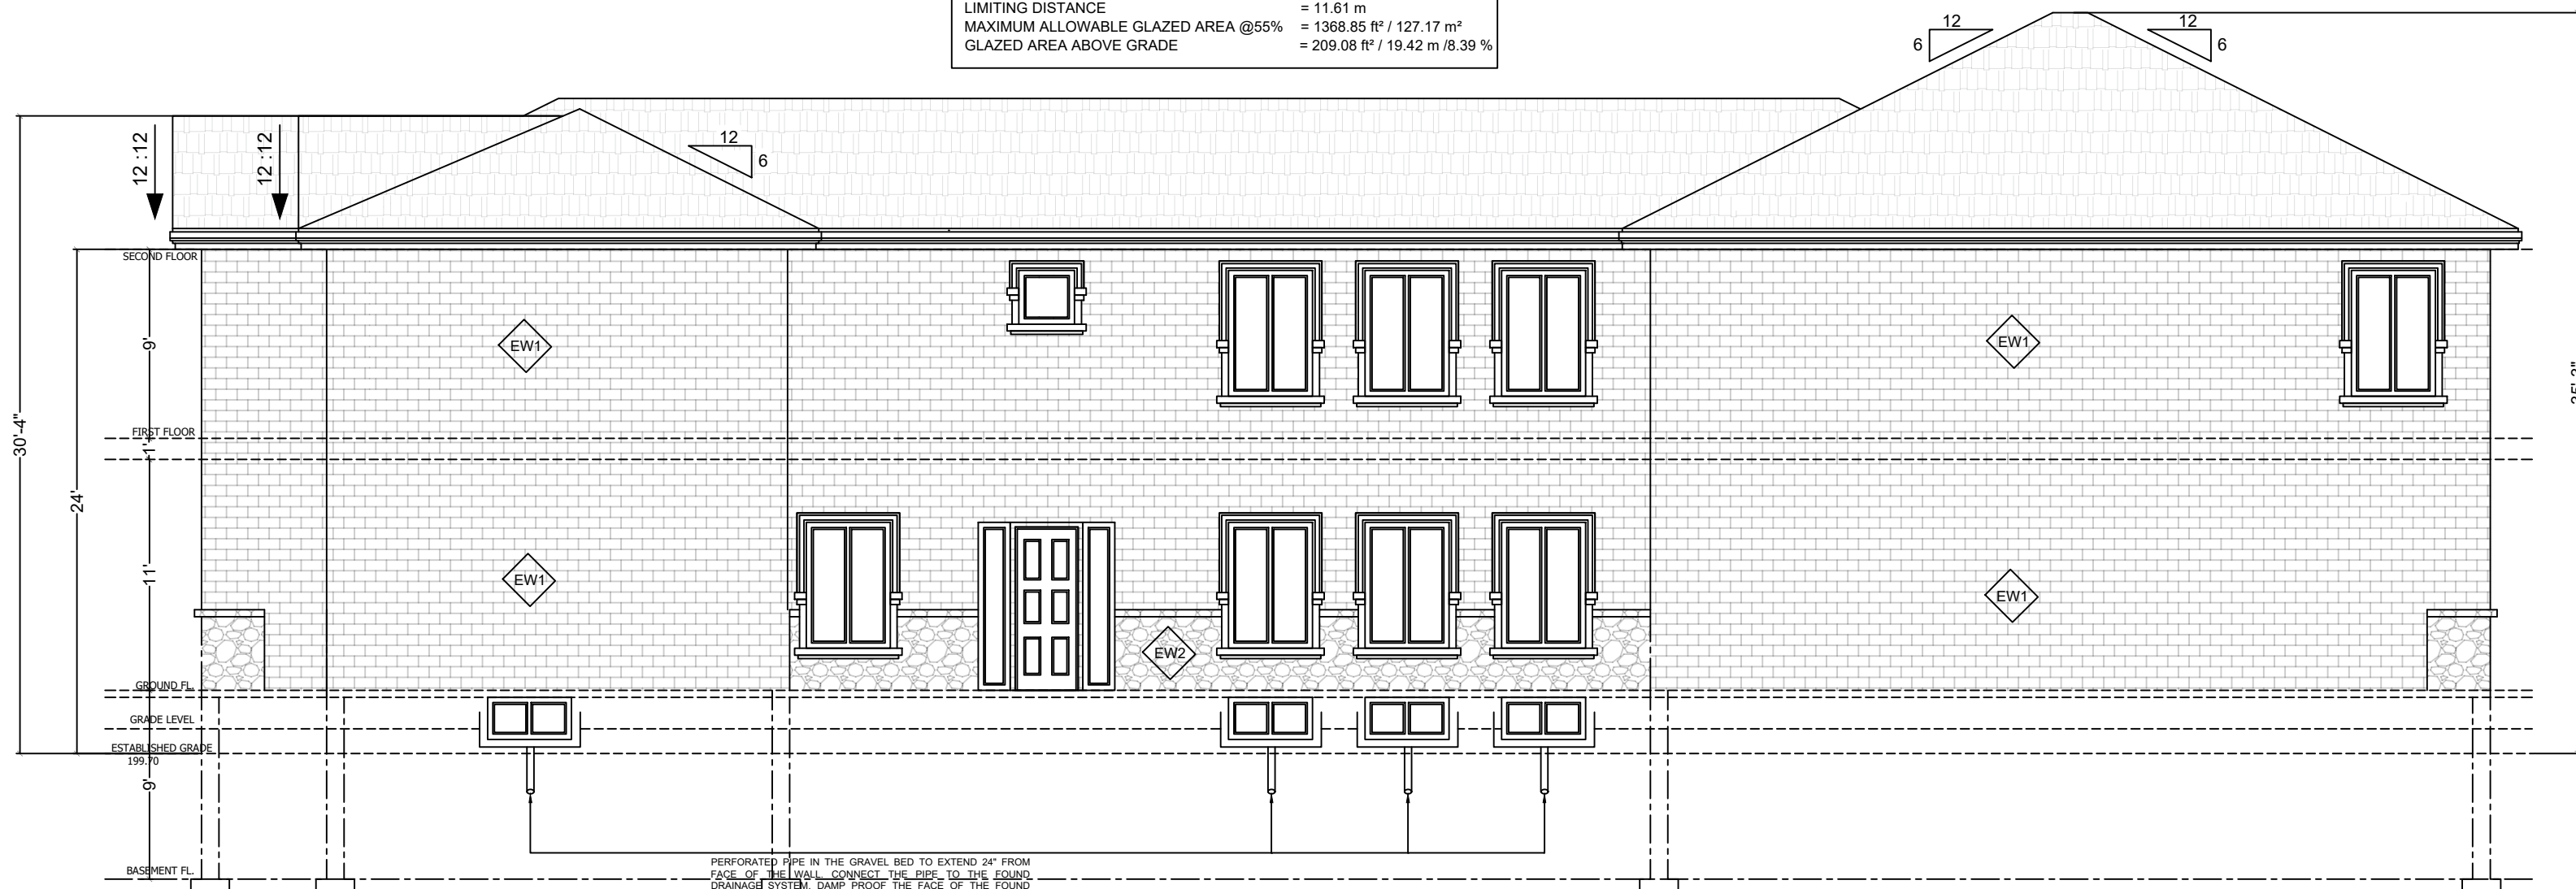 LIMITING DISTANCE = 11.61 m
MAXIMUM ALLOWABLE GLAZED AREA @55% = 1368.85 ft² / 127.17 m²
GLAZED AREA ABOVE GRADE = 209.08 ft² / 19.42 m /8.39 %
12
6
12
6
12 :12
12 :12
12
6
SECOND FLOOR
9'
EW1
EW1
30'-4"
24'
FIRST FLOOR
1'
11'
EW1
EW1
EW2
GROUND FL.
GRADE LEVEL
ESTABLISHED GRADE
199.70
9'
BASEMENT FL.
PERFORATED PIPE IN THE GRAVEL BED TO EXTEND 24" FROM
FACE OF THE WALL. CONNECT THE PIPE TO THE FOUND
DRAINAGE SYSTEM. DAMP PROOF THE FACE OF THE FOUND